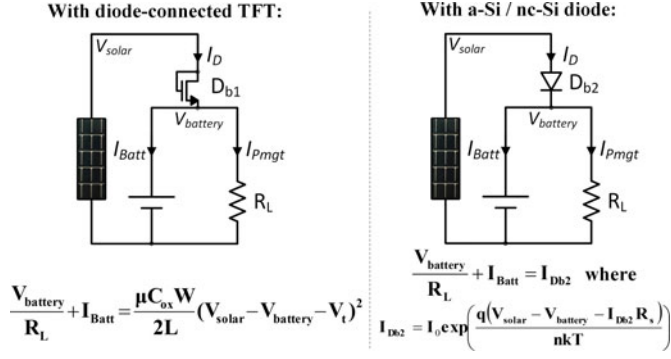 With diode-connected TFT:
V_solar
I_D
D_b1
V_battery
I_Batt
I_Pmgt
R_L
V_battery/R_L + I_Batt = μC_ox W/2L (V_solar − V_battery − V_t)²
With a-Si / nc-Si diode:
V_solar
I_D
D_b2
V_battery
I_Batt
I_Pmgt
R_L
V_battery/R_L + I_Batt = I_Db2 where
I_Db2 = I_0 exp(q(V_solar − V_battery − I_Db2 R_s)/nkT)